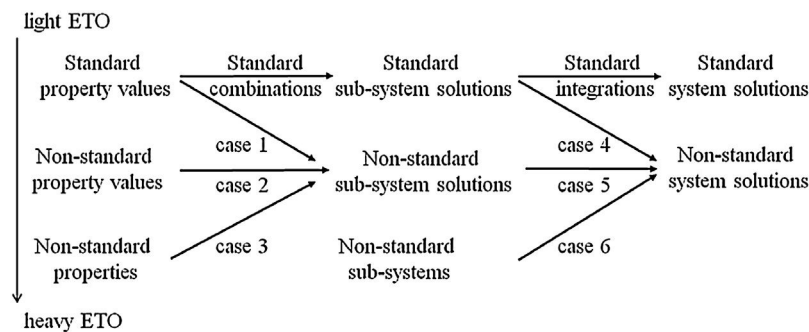 light ETO
Standard Standard Standard Standard Standard
property values combinations sub-system solutions integrations system solutions
case 1 case 4
Non-standard Non-standard Non-standard
property values case 2 sub-system solutions case 5 system solutions
Non-standard case 3 Non-standard case 6
properties sub-systems
heavy ETO